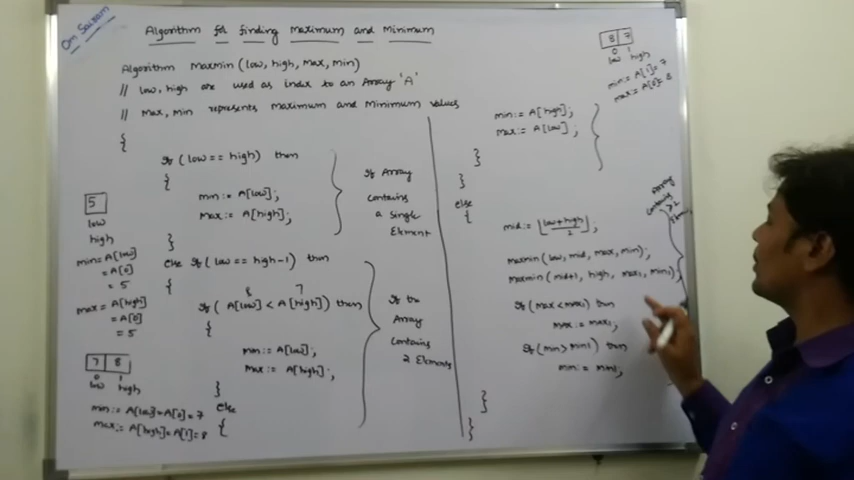 Om Sairam
Algorithm for finding Maximum and Minimum
Algorithm maxmin (low, high, max, min)
// low, high are used as index to an Array 'A'
// Max, Min represents Maximum and Minimum values
{
If (low == high) then
{
min := A[low];
max := A[high];
}
If Array
contains
a single
Element
5
low
high
min = A[low]
= A[0]
= 5
max = A[high]
= A[0]
= 5
else If (low == high-1) then
{
8 7
If (A[low] < A[high]) then
{
min := A[low];
max := A[high];
}
else
{
If the
Array
contains
2 Elements
7 8
0 1
low high
min := A[low] = A[0] = 7
max := A[high] = A[1] = 8
8 7
0 1
low high
min := A[1] = 7
max := A[0] = 8
min := A[high];
max := A[low];
}
}
else
{
mid := ⌊low+high/2⌋;
maxmin (low, mid, max, min);
maxmin (mid+1, high, max1, min1);
If (max < max1) then
max := max1;
If (min > min1) then
min := min1;
}
}
Array
contains
>2